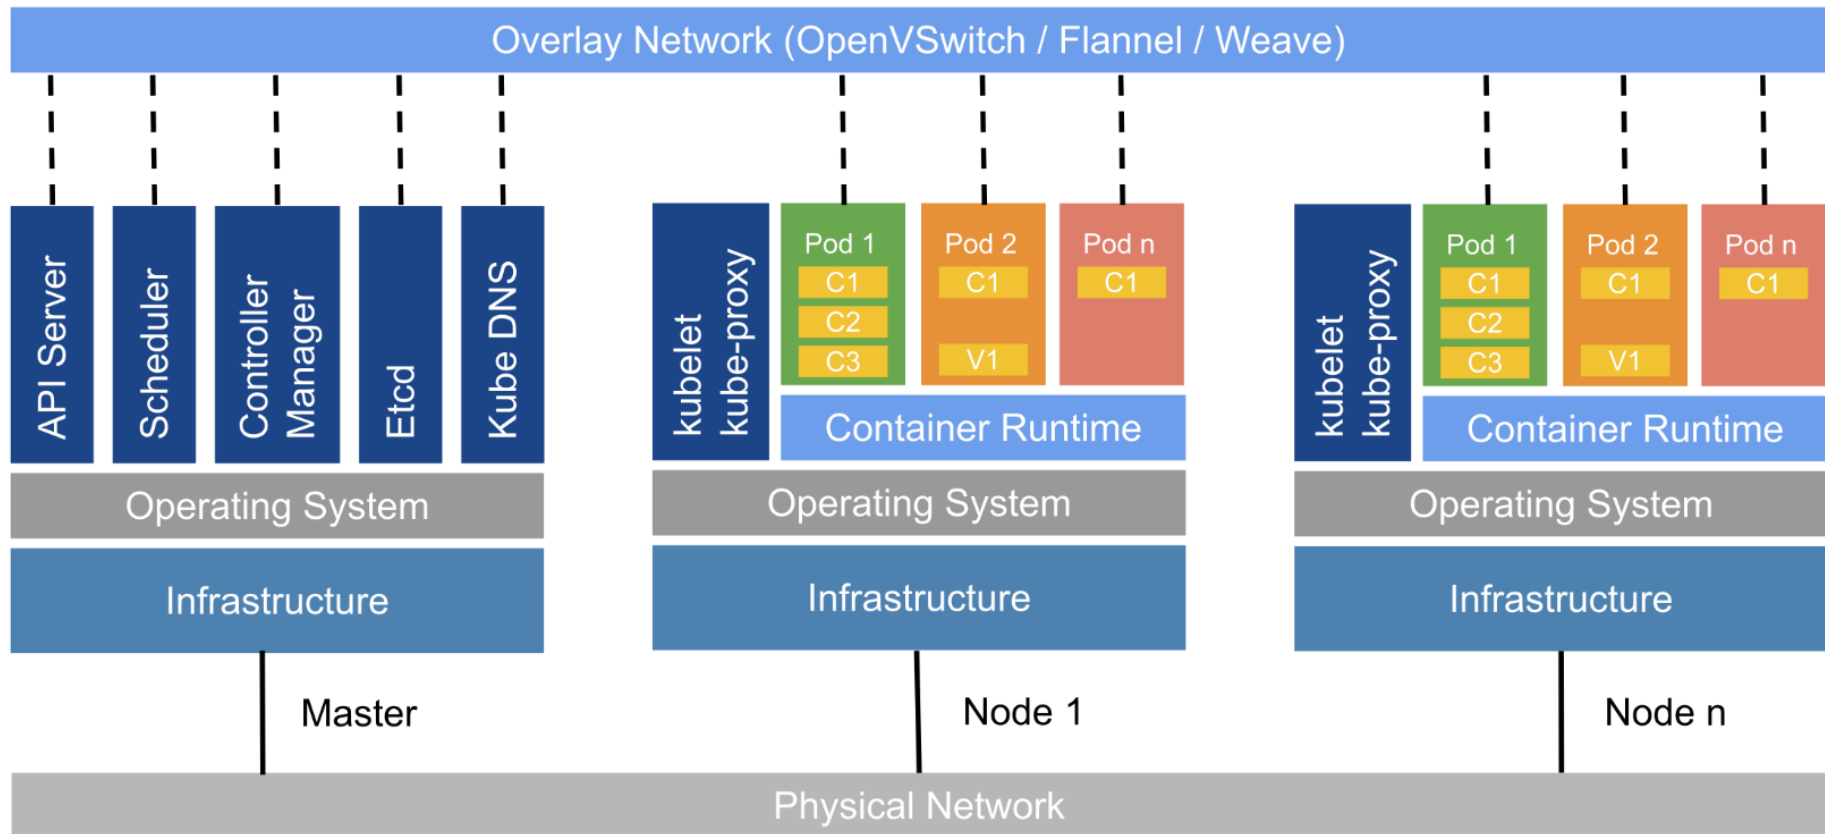 Overlay Network (OpenVSwitch / Flannel / Weave)
API Server
Scheduler
Controller
Manager
Etcd
Kube DNS
Operating System
Infrastructure
Master
kubelet
kube-proxy
Pod 1
C1
C2
C3
Pod 2
C1
V1
Pod n
C1
Container Runtime
Operating System
Infrastructure
Node 1
kubelet
kube-proxy
Pod 1
C1
C2
C3
Pod 2
C1
V1
Pod n
C1
Container Runtime
Operating System
Infrastructure
Node n
Physical Network